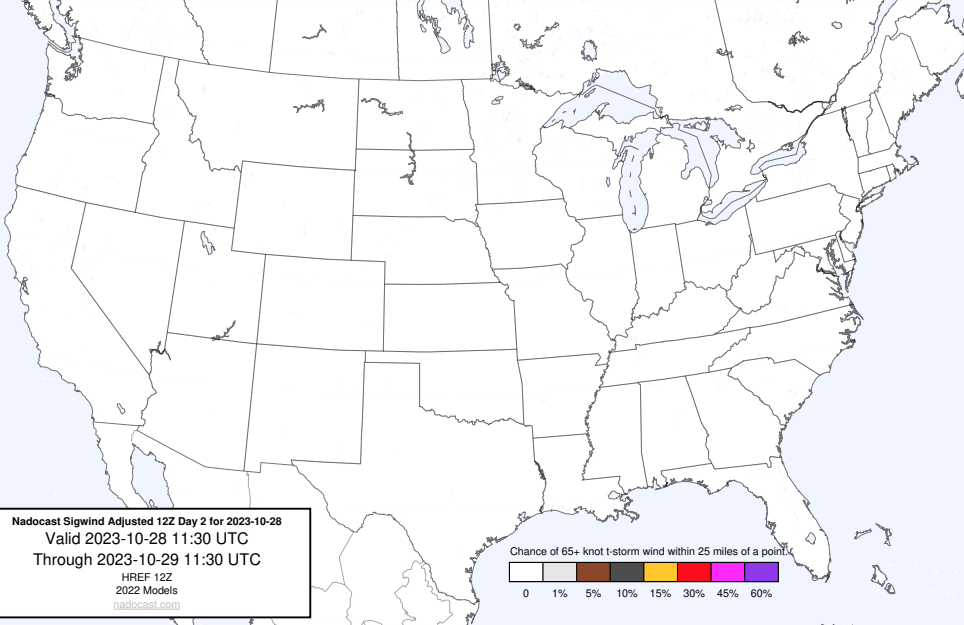 Nadocast Sigwind Adjusted 12Z Day 2 for 2023-10-28
Valid 2023-10-28 11:30 UTC
Through 2023-10-29 11:30 UTC
HREF 12Z
2022 Models
nadocast.com
Chance of 65+ knot t-storm wind within 25 miles of a point.
0 1% 5% 10% 15% 30% 45% 60%